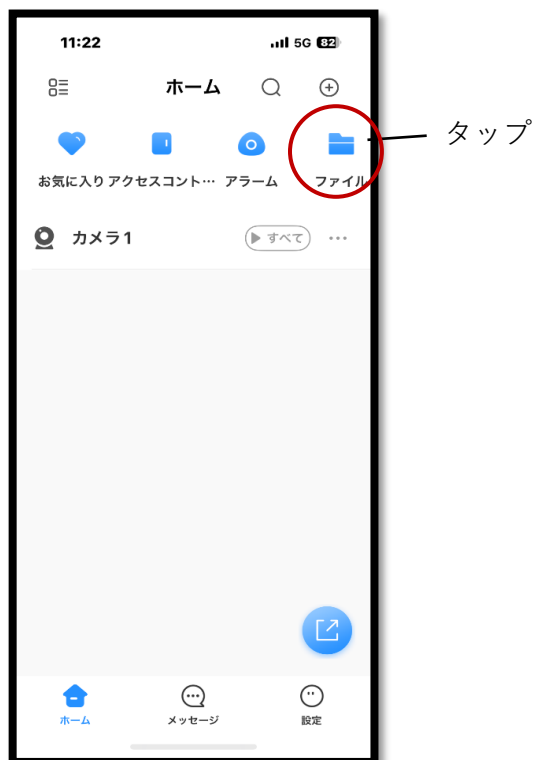 11:22
5G 82
ホーム
タップ
お気に入り アクセスコント… アラーム ファイル
カメラ1
すべて
ホーム メッセージ 設定